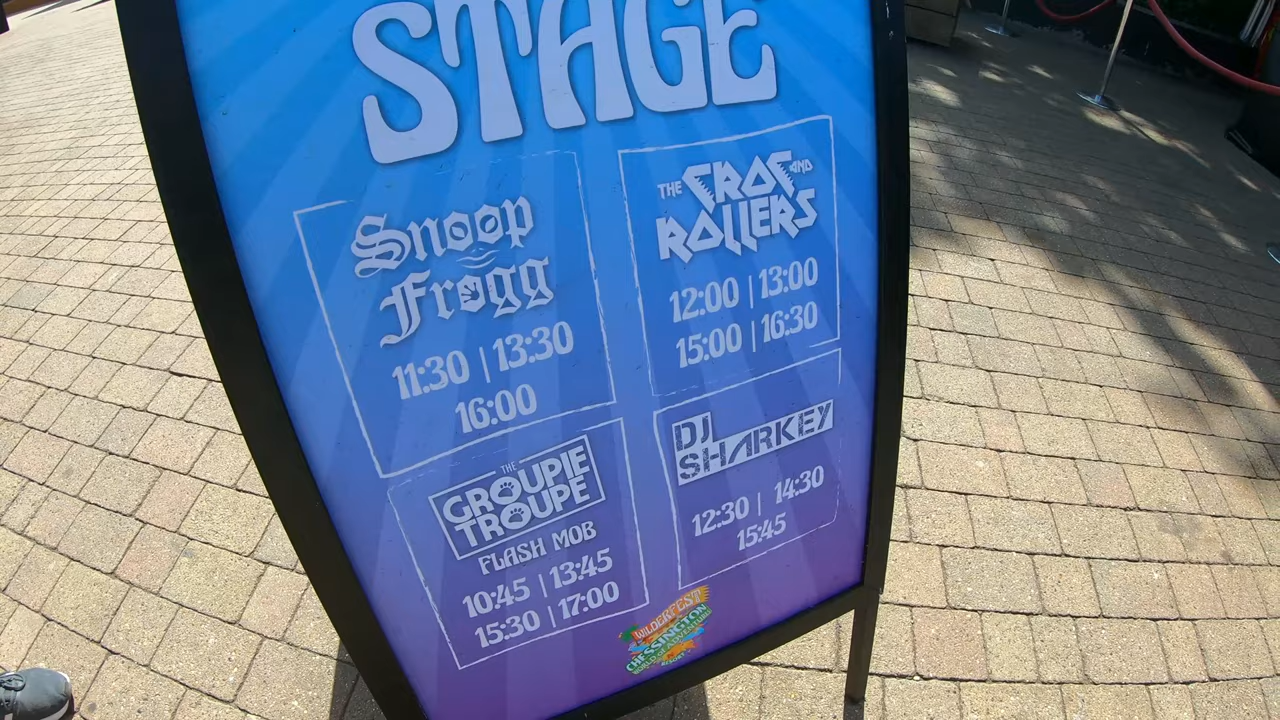 STAGE
Snoop
Frogg
11:30 | 13:30
16:00
THE CROC AND
ROLLERS
12:00 | 13:00
15:00 | 16:30
THE
GROUPIE
TROUPE
FLASH MOB
10:45 | 13:45
15:30 | 17:00
DJ
SHARKEY
12:30 | 14:30
15:45
WILDERFEST
CHESSINGTON
WORLD OF ADVENTURES
RESORT